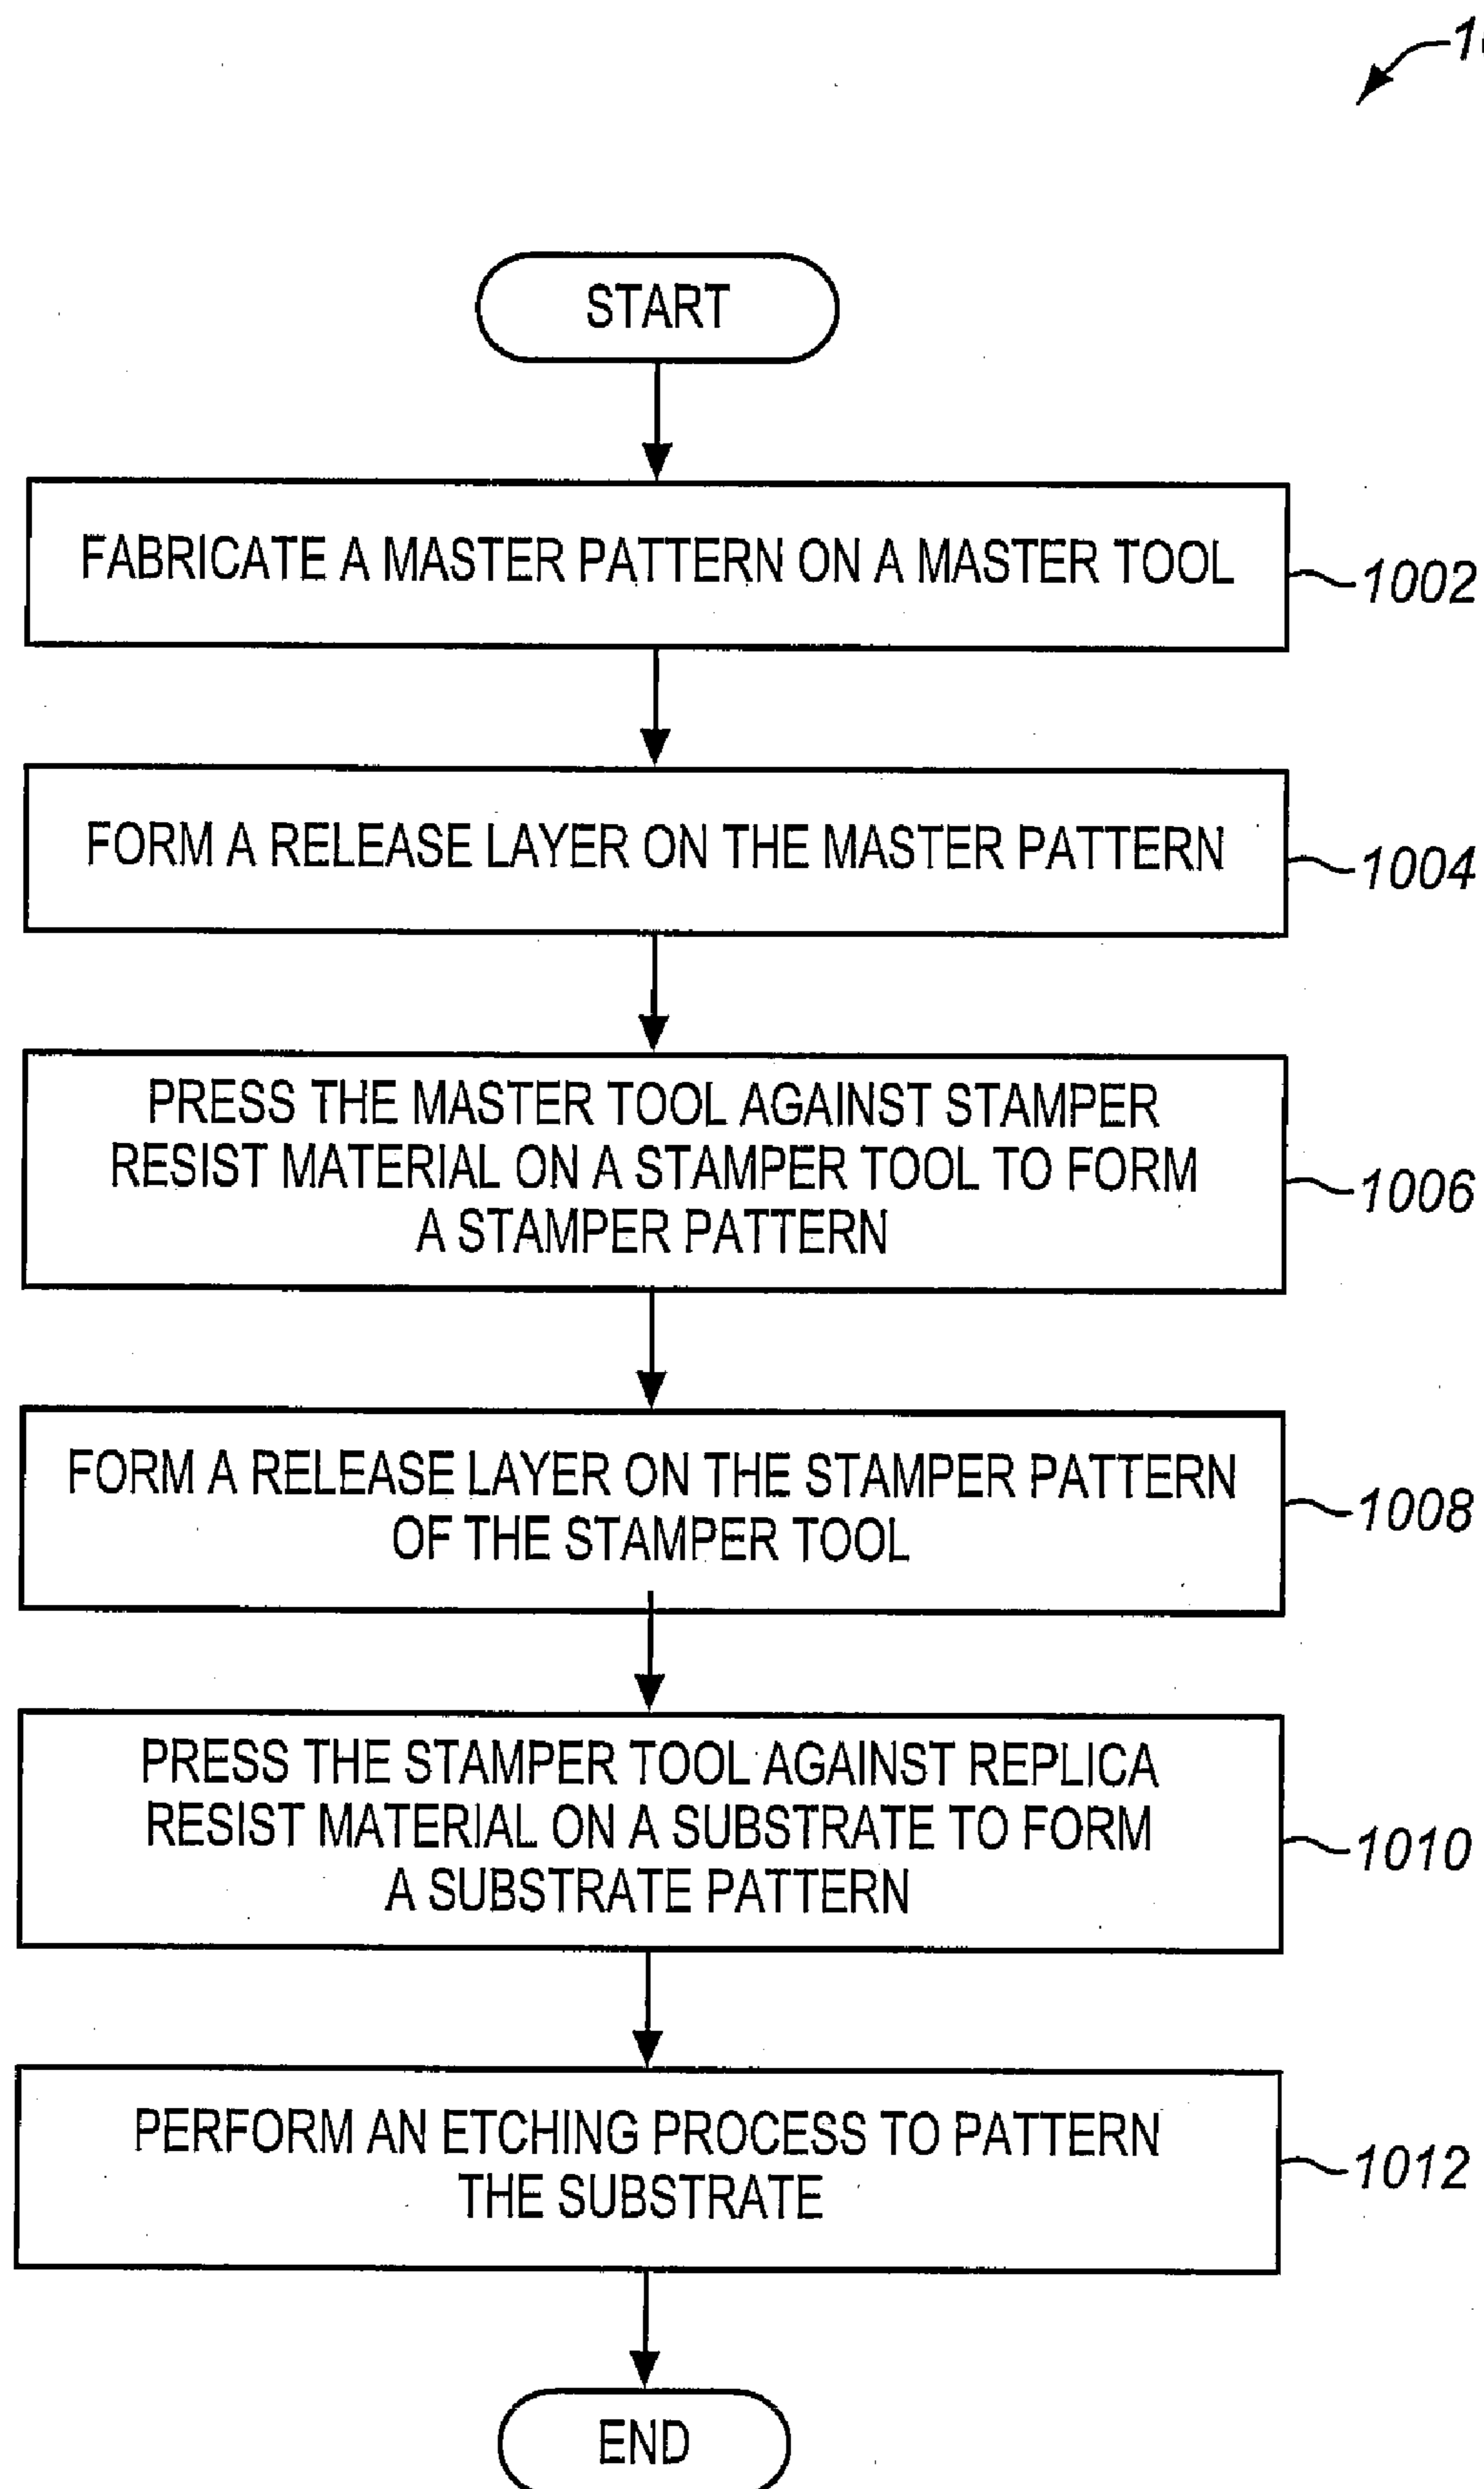 START
FABRICATE A MASTER PATTERN ON A MASTER TOOL
1002
FORM A RELEASE LAYER ON THE MASTER PATTERN
1004
PRESS THE MASTER TOOL AGAINST STAMPER
RESIST MATERIAL ON A STAMPER TOOL TO FORM
A STAMPER PATTERN
1006
FORM A RELEASE LAYER ON THE STAMPER PATTERN
OF THE STAMPER TOOL
1008
PRESS THE STAMPER TOOL AGAINST REPLICA
RESIST MATERIAL ON A SUBSTRATE TO FORM
A SUBSTRATE PATTERN
1010
PERFORM AN ETCHING PROCESS TO PATTERN
THE SUBSTRATE
1012
END